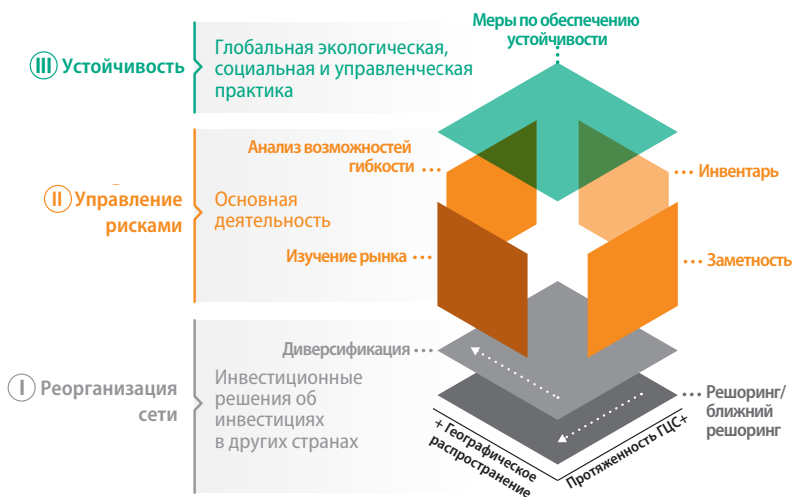 Меры по обеспечению
устойчивости
III Устойчивость
Глобальная экологическая,
социальная и управленческая
практика
Анализ возможностей
гибкости
Инвентарь
II Управление
рисками
Основная
деятельность
Изучение рынка
Заметность
Диверсификация
I Реорганизация
сети
Инвестиционные
решения об
инвестициях
в других странах
Решоринг/
ближний
решоринг
+ Географическое
распространение
Протяженность ГЦС+